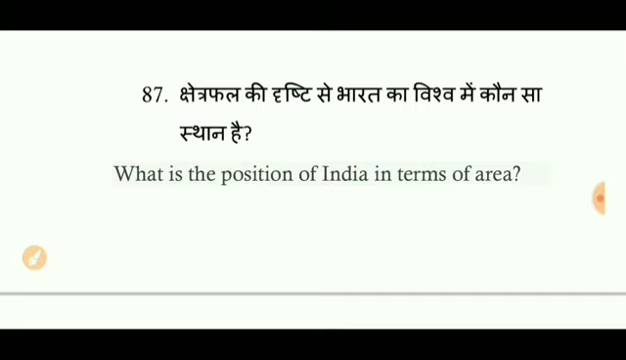 87. क्षेत्रफल की दृष्टि से भारत का विश्व में कौन सा
स्थान है?
What is the position of India in terms of area?